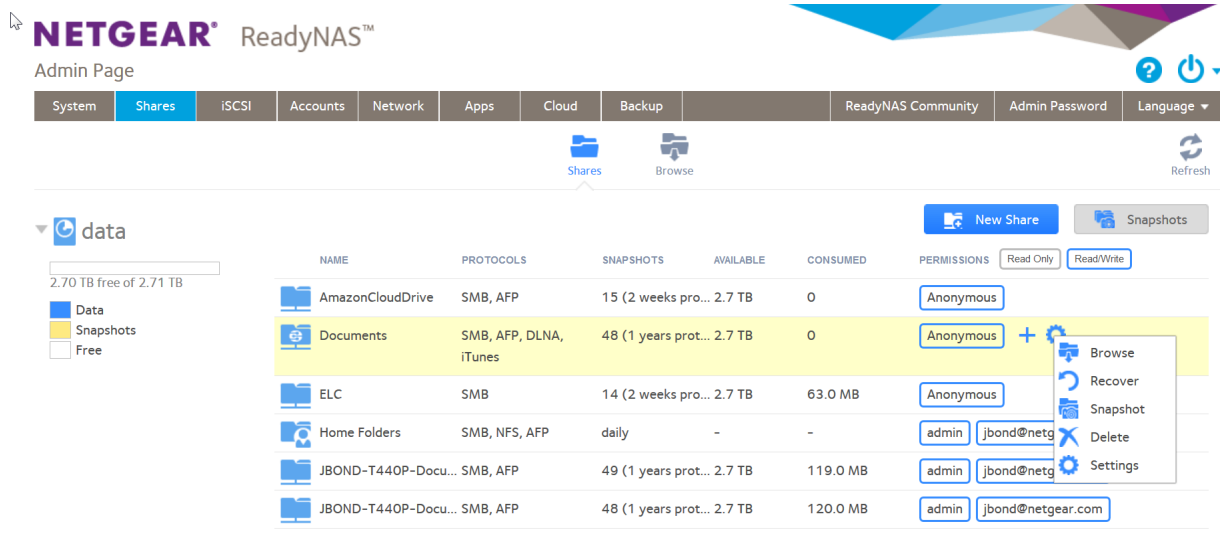 NETGEAR® ReadyNAS™
Admin Page
System Shares iSCSI Accounts Network Apps Cloud Backup ReadyNAS Community Admin Password Language
Shares Browse Refresh
data
New Share Snapshots
2.70 TB free of 2.71 TB
Data
Snapshots
Free
NAME PROTOCOLS SNAPSHOTS AVAILABLE CONSUMED PERMISSIONS Read Only Read/Write
AmazonCloudDrive SMB, AFP 15 (2 weeks pro... 2.7 TB 0 Anonymous
Documents SMB, AFP, DLNA, 48 (1 years prot... 2.7 TB 0 Anonymous
iTunes
ELC SMB 14 (2 weeks pro... 2.7 TB 63.0 MB Anonymous
Home Folders SMB, NFS, AFP daily - - admin jbond@netg
JBOND-T440P-Docu... SMB, AFP 49 (1 years prot... 2.7 TB 119.0 MB admin jbond@netg
JBOND-T440P-Docu... SMB, AFP 48 (1 years prot... 2.7 TB 120.0 MB admin jbond@netgear.com
Browse
Recover
Snapshot
Delete
Settings